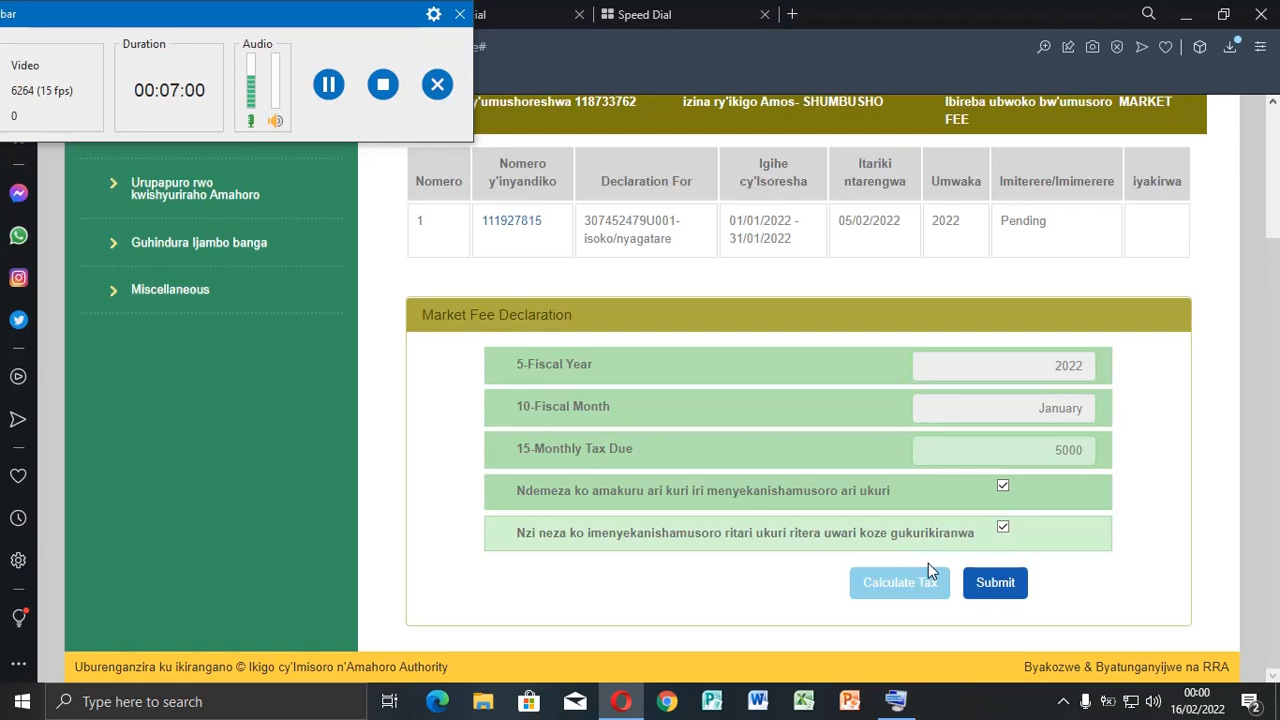 bar
ial
Speed Dial
Duration
Audio
Video
6264 (15 fps)
0
00:07:00
e#
y'umushoreshwa 118733762
izina ry'ikigo Amos- SHUMBUSHO
Ibireba ubwoko bw'umusoro MARKET
FEE
Urupapuro rwo
kwishyuriraho Amahoro
Guhindura Ijambo banga
Miscellaneous
Nomero
Nomero
y'inyandiko
Declaration For
Igihe
cy'Isoresha
Itariki
ntarengwa
Umwaka
Imiterere/Imimerere
iyakirwa
1
111927815
307452479U001-
isoko/nyagatare
01/01/2022 -
31/01/2022
05/02/2022
2022
Pending
Market Fee Declaration
5-Fiscal Year
2022
10-Fiscal Month
January
15-Monthly Tax Due
5000
Ndemeza ko amakuru ari kuri iri menyekanishamusoro ari ukuri
Nzi neza ko imenyekanishamusoro ritari ukuri ritera uwari koze gukurikiranwa
Calculate Tax
Submit
Uburenganzira ku ikirangano © Ikigo cy'Imisoro n'Amahoro Authority
Byakozwe & Byatunganyijwe na RRA
Type here to search
00:00
16/02/2022
2